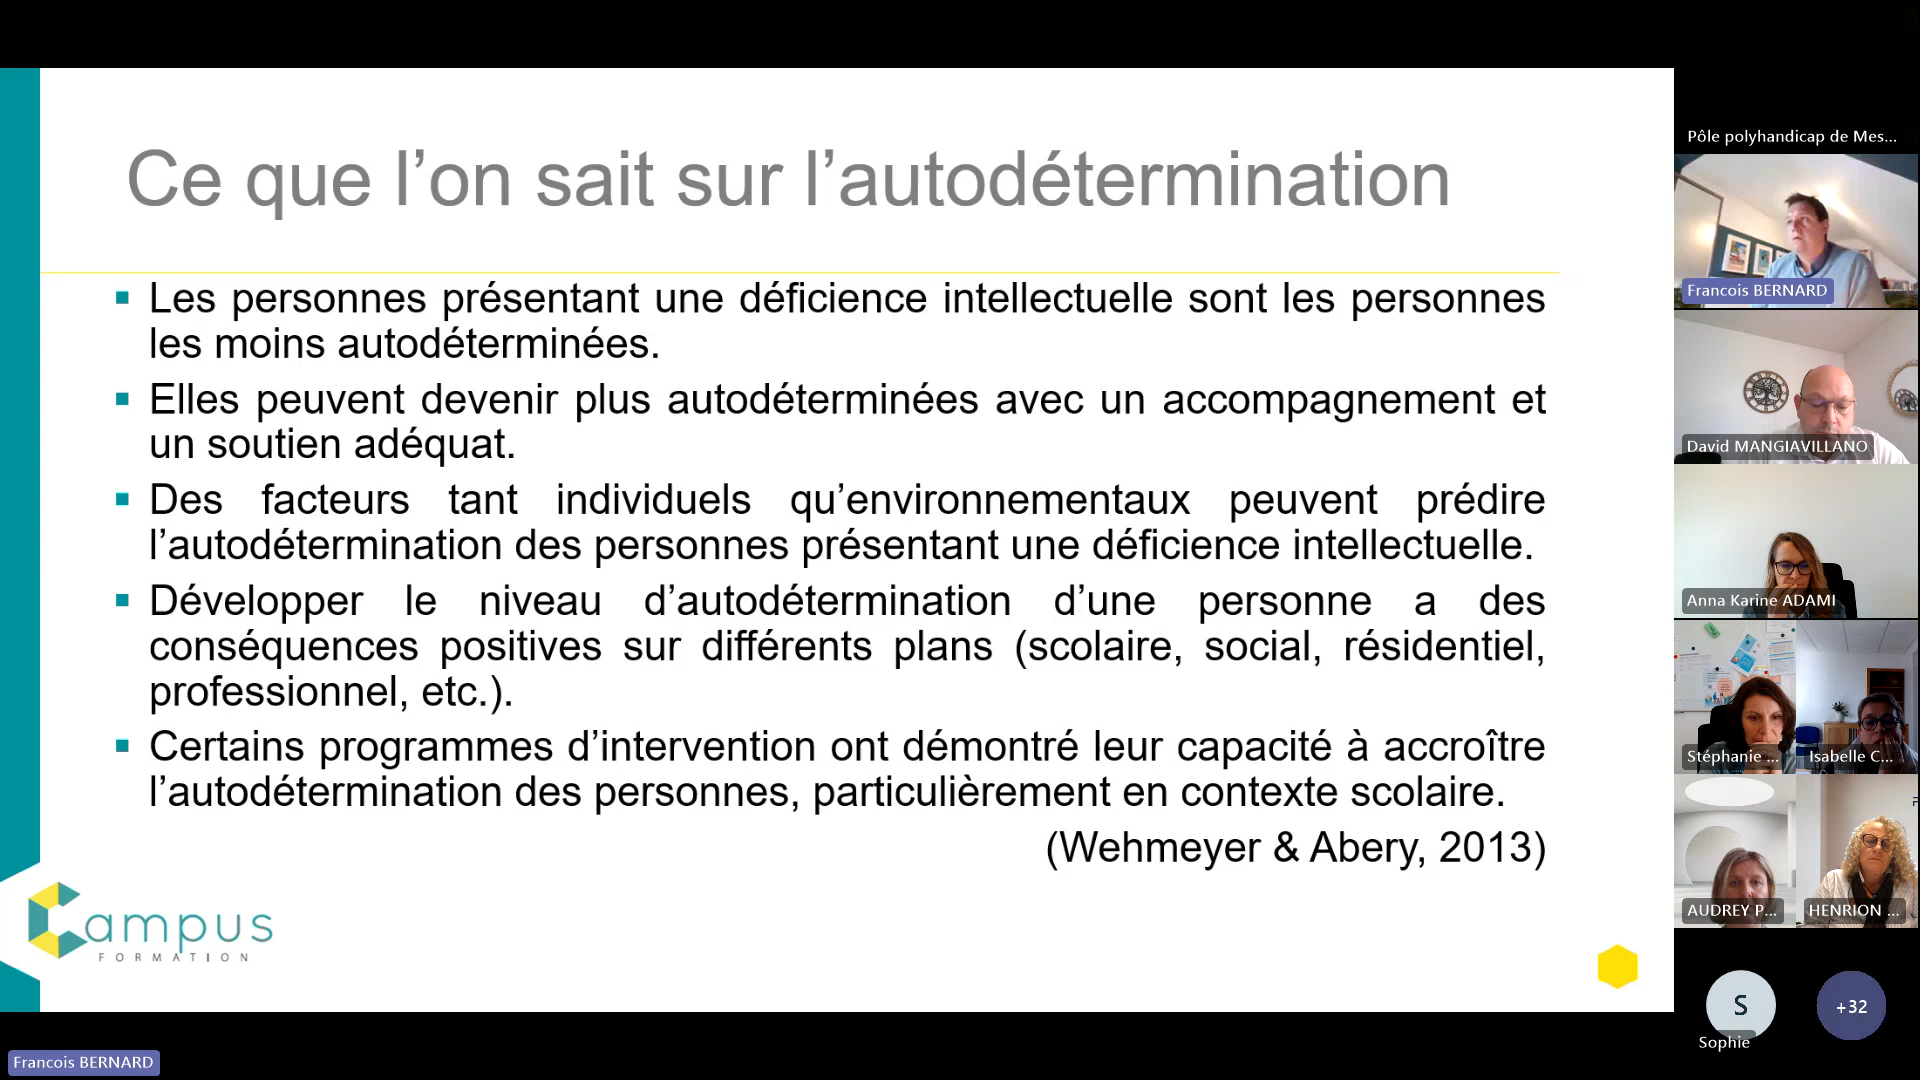 Ce que l’on sait sur l’autodétermination
▪ Les personnes présentant une déficience intellectuelle sont les personnes
les moins autodéterminées.
▪ Elles peuvent devenir plus autodéterminées avec un accompagnement et
un soutien adéquat.
▪ Des facteurs tant individuels qu’environnementaux peuvent prédire
l’autodétermination des personnes présentant une déficience intellectuelle.
▪ Développer le niveau d’autodétermination d’une personne a des
conséquences positives sur différents plans (scolaire, social, résidentiel,
professionnel, etc.).
▪ Certains programmes d’intervention ont démontré leur capacité à accroître
l’autodétermination des personnes, particulièrement en contexte scolaire.
(Wehmeyer & Abery, 2013)
Campus
FORMATION
Francois BERNARD
Pôle polyhandicap de Mes...
Francois BERNARD
David MANGIAVILLANO
Anna Karine ADAMI
Stéphanie ...
Isabelle C...
AUDREY P...
HENRION ...
S
Sophie
+32